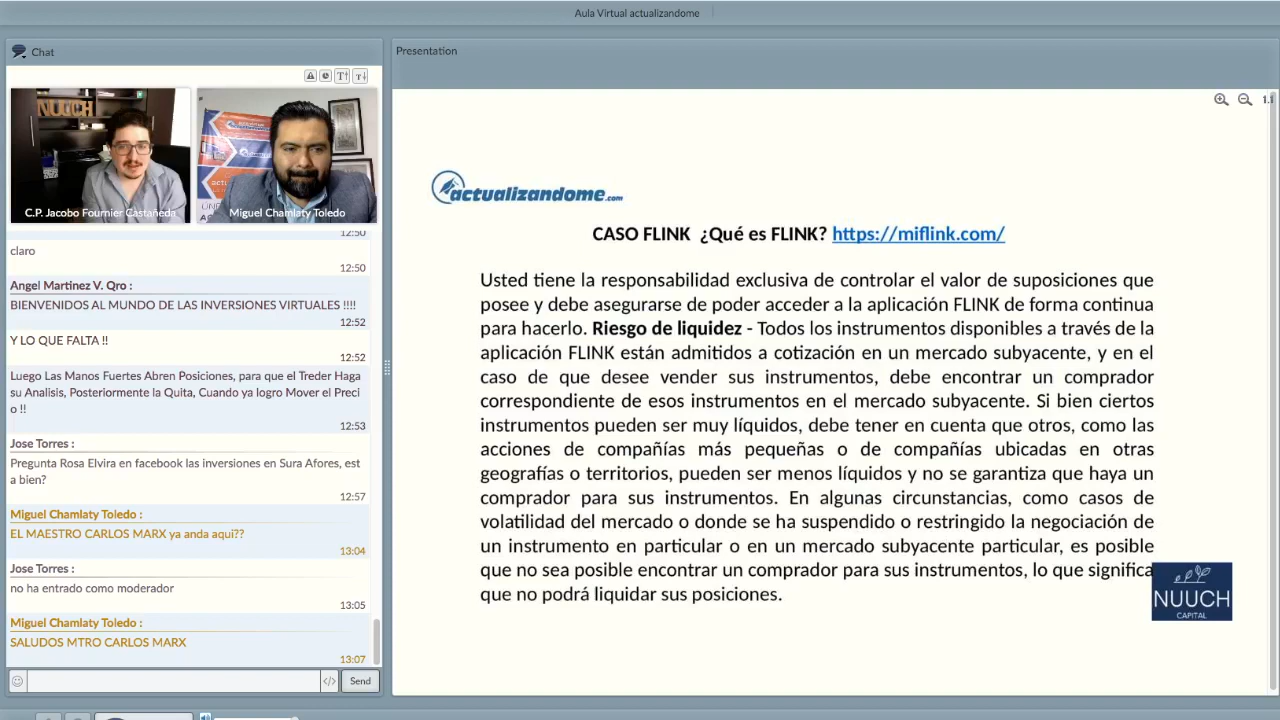 Aula Virtual actualizandome
Chat
NUUCH
C.P. Jacobo Fournier Castañeda
Miguel Chamlaty Toledo
12:50
claro
12:50
Angel Martinez V. Qro :
BIENVENIDOS AL MUNDO DE LAS INVERSIONES VIRTUALES !!!!
12:52
Y LO QUE FALTA !!
12:52
Luego Las Manos Fuertes Abren Posiciones, para que el Treder Haga
su Analisis, Posteriormente la Quita, Cuando ya logro Mover el Preci
o !!
12:53
Jose Torres :
Pregunta Rosa Elvira en facebook las inversiones en Sura Afores, est
a bien?
12:57
Miguel Chamlaty Toledo :
EL MAESTRO CARLOS MARX ya anda aqui??
13:04
Jose Torres :
no ha entrado como moderador
13:05
Miguel Chamlaty Toledo :
SALUDOS MTRO CARLOS MARX
13:07
Send
Presentation
actualizandome.com
CASO FLINK ¿Qué es FLINK? https://miflink.com/
Usted tiene la responsabilidad exclusiva de controlar el valor de suposiciones que
posee y debe asegurarse de poder acceder a la aplicación FLINK de forma continua
para hacerlo. Riesgo de liquidez - Todos los instrumentos disponibles a través de la
aplicación FLINK están admitidos a cotización en un mercado subyacente, y en el
caso de que desee vender sus instrumentos, debe encontrar un comprador
correspondiente de esos instrumentos en el mercado subyacente. Si bien ciertos
instrumentos pueden ser muy líquidos, debe tener en cuenta que otros, como las
acciones de compañías más pequeñas o de compañías ubicadas en otras
geografías o territorios, pueden ser menos líquidos y no se garantiza que haya un
comprador para sus instrumentos. En algunas circunstancias, como casos de
volatilidad del mercado o donde se ha suspendido o restringido la negociación de
un instrumento en particular o en un mercado subyacente particular, es posible
que no sea posible encontrar un comprador para sus instrumentos, lo que significa
que no podrá liquidar sus posiciones.
NUUCH
CAPITAL